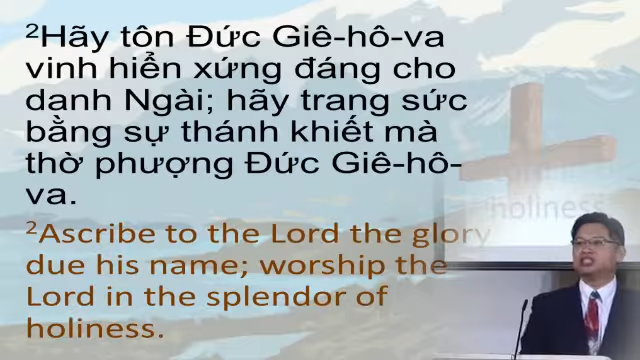 ²Hãy tôn Đức Giê-hô-va
vinh hiển xứng đáng cho
danh Ngài; hãy trang sức
bằng sự thánh khiết mà
thờ phượng Đức Giê-hô-
va.
²Ascribe to the Lord the glory
due his name; worship the
Lord in the splendor of
holiness.
holiness